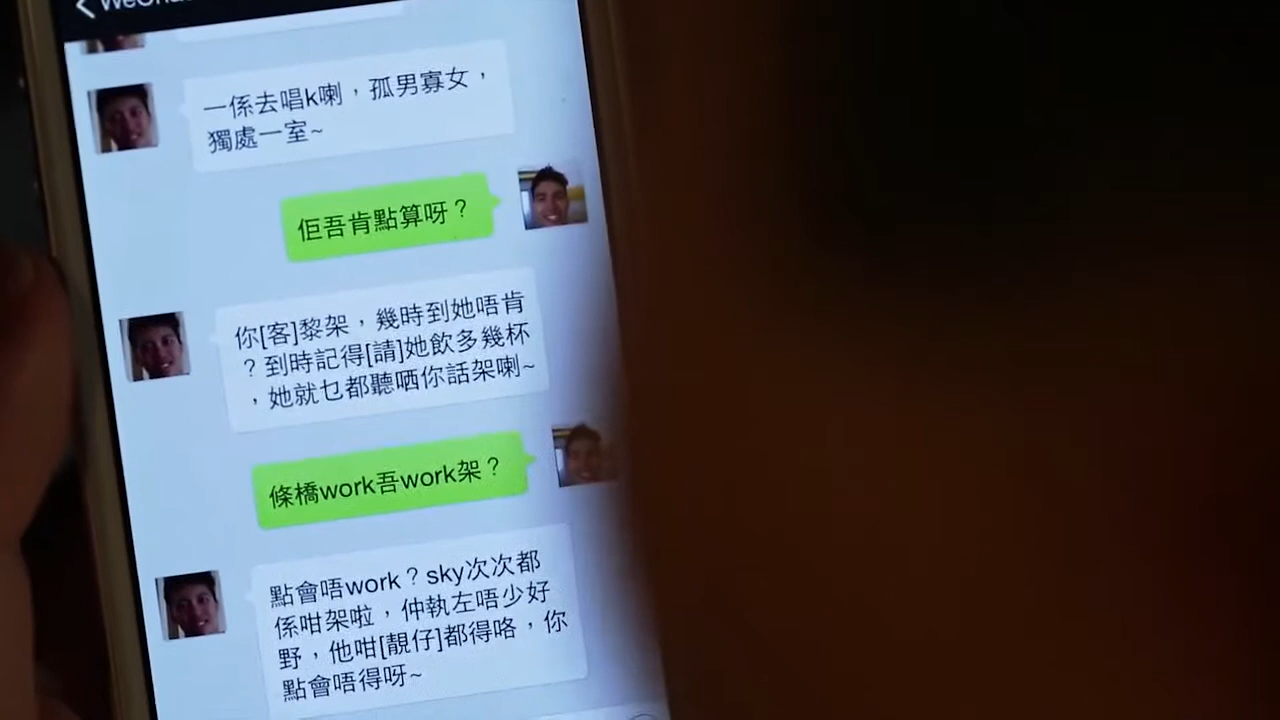 一係去唱k喇，孤男寡女，
獨處一室~
佢吾肯點算呀？
你[客]黎架，幾時到她唔肯
？到時記得[請]她飲多幾杯
，她就乜都聽哂你話架喇~
條橋work吾work架？
點會唔work？sky次次都
係咁架啦，仲執左唔少好
野，他咁[靚仔]都得咯，你
點會唔得呀~